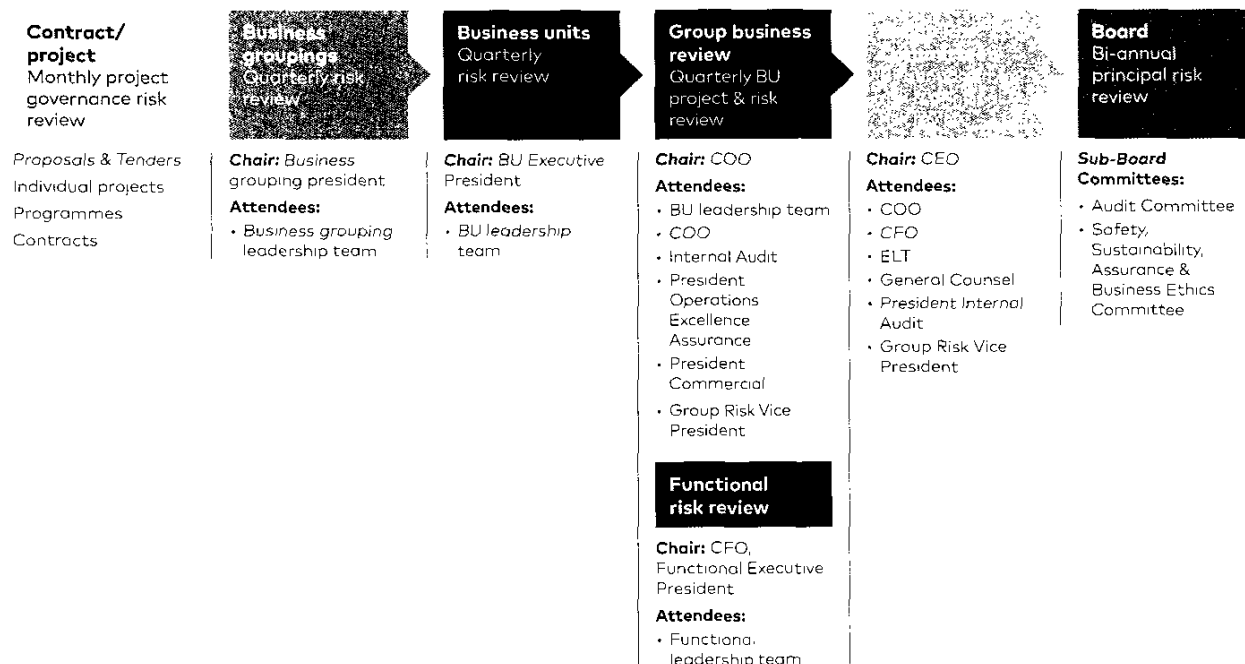 Contract/
project
Monthly project
governance risk
review
Proposals & Tenders
Individual projects
Programmes
Contracts
Business
groupings
Quarterly risk
review
Chair: Business
grouping president
Attendees:
• Business grouping
leadership team
Business units
Quarterly
risk review
Chair: BU Executive
President
Attendees:
• BU leadership
team
Group business
review
Quarterly BU
project & risk
review
Chair: COO
Attendees:
• BU leadership team
• COO
• Internal Audit
• President
Operations
Excellence
Assurance
• President
Commercial
• Group Risk Vice
President
Functional
risk review
Chair: CFO,
Functional Executive
President
Attendees:
• Functional
leadership team
Chair: CEO
Attendees:
• COO
• CFO
• ELT
• General Counsel
• President Internal
Audit
• Group Risk Vice
President
Board
Bi-annual
principal risk
review
Sub-Board
Committees:
• Audit Committee
• Safety,
Sustainability,
Assurance &
Business Ethics
Committee